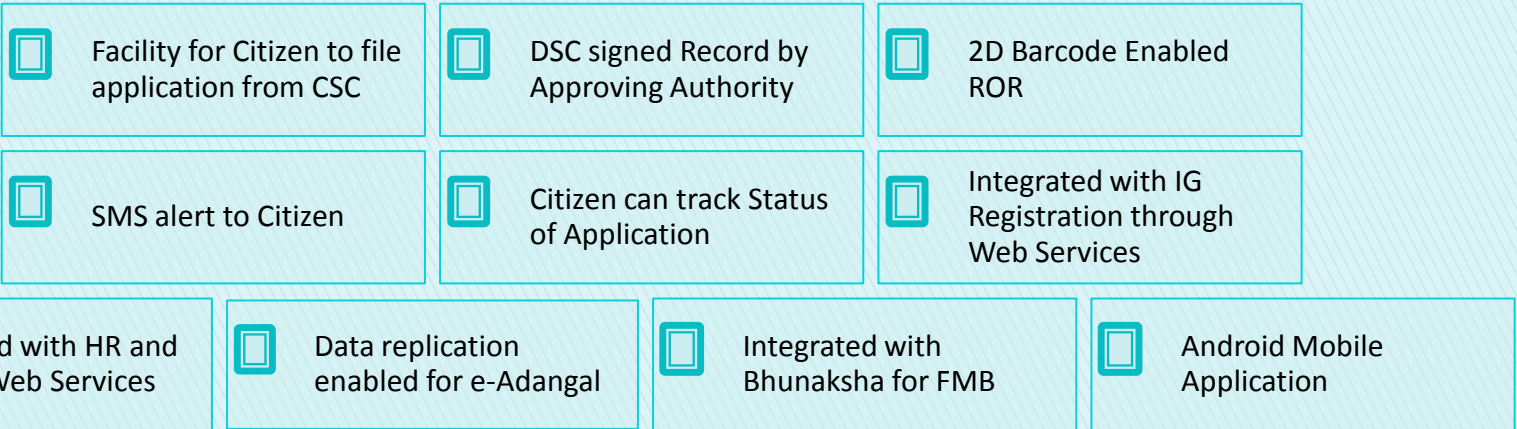 Facility for Citizen to file
application from CSC
DSC signed Record by
Approving Authority
2D Barcode Enabled
ROR
SMS alert to Citizen
Citizen can track Status
of Application
Integrated with IG
Registration through
Web Services
d with HR and
Web Services
Data replication
enabled for e-Adangal
Integrated with
Bhunaksha for FMB
Android Mobile
Application